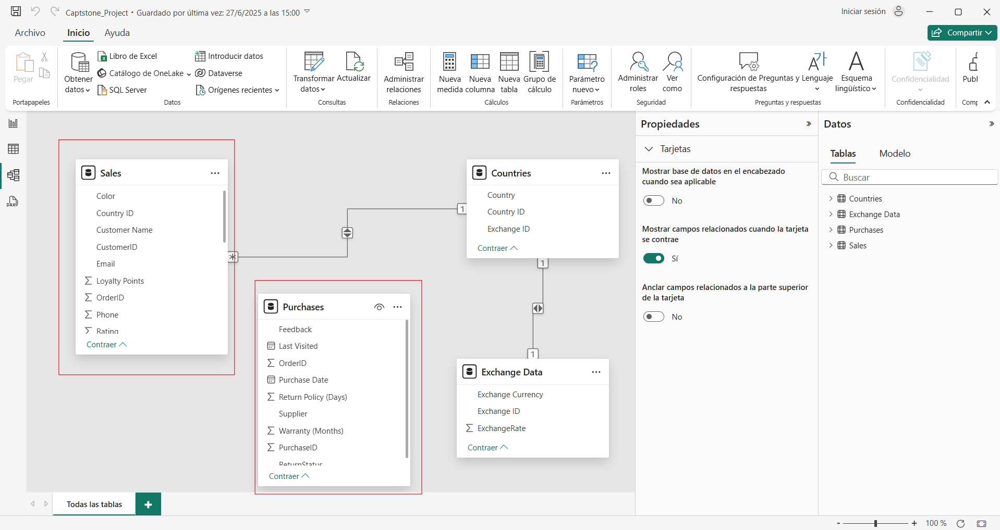 Captstone_Project • Guardado por última vez: 27/6/2025 a las 15:00
Iniciar sesión
Archivo
Inicio
Ayuda
Compartir
Pegar
Portapapeles
Obtener
datos
Libro de Excel
Catálogo de OneLake
SQL Server
Introducir datos
Dataverse
Orígenes recientes
Datos
Transformar
datos
Actualizar
Consultas
Administrar
relaciones
Relaciones
Nueva
medida
Nueva
columna
Nueva
tabla
Grupo de
cálculo
Cálculos
Parámetro
nuevo
Parámetros
Administrar
roles
Ver
como
Seguridad
Configuración de Preguntas y
respuestas
Lenguaje
Esquema
lingüístico
Preguntas y respuestas
Confidencialidad
Confidencialidad
Publ
Comp
DAX
Sales
Color
Country ID
Customer Name
CustomerID
Email
Loyalty Points
OrderID
Phone
Rating
Contraer
*
1
Countries
Country
Country ID
Exchange ID
Contraer
1
1
Purchases
Feedback
Last Visited
OrderID
Purchase Date
Return Policy (Days)
Supplier
Warranty (Months)
PurchaseID
ReturnStatus
Contraer
Exchange Data
Exchange Currency
Exchange ID
ExchangeRate
Contraer
Propiedades
Tarjetas
Mostrar base de datos en el encabezado
cuando sea aplicable
No
Mostrar campos relacionados cuando la tarjeta
se contrae
Sí
Anclar campos relacionados a la parte superior
de la tarjeta
No
Datos
Tablas
Modelo
Buscar
Countries
Exchange Data
Purchases
Sales
Todas las tablas
+
- + 100 %